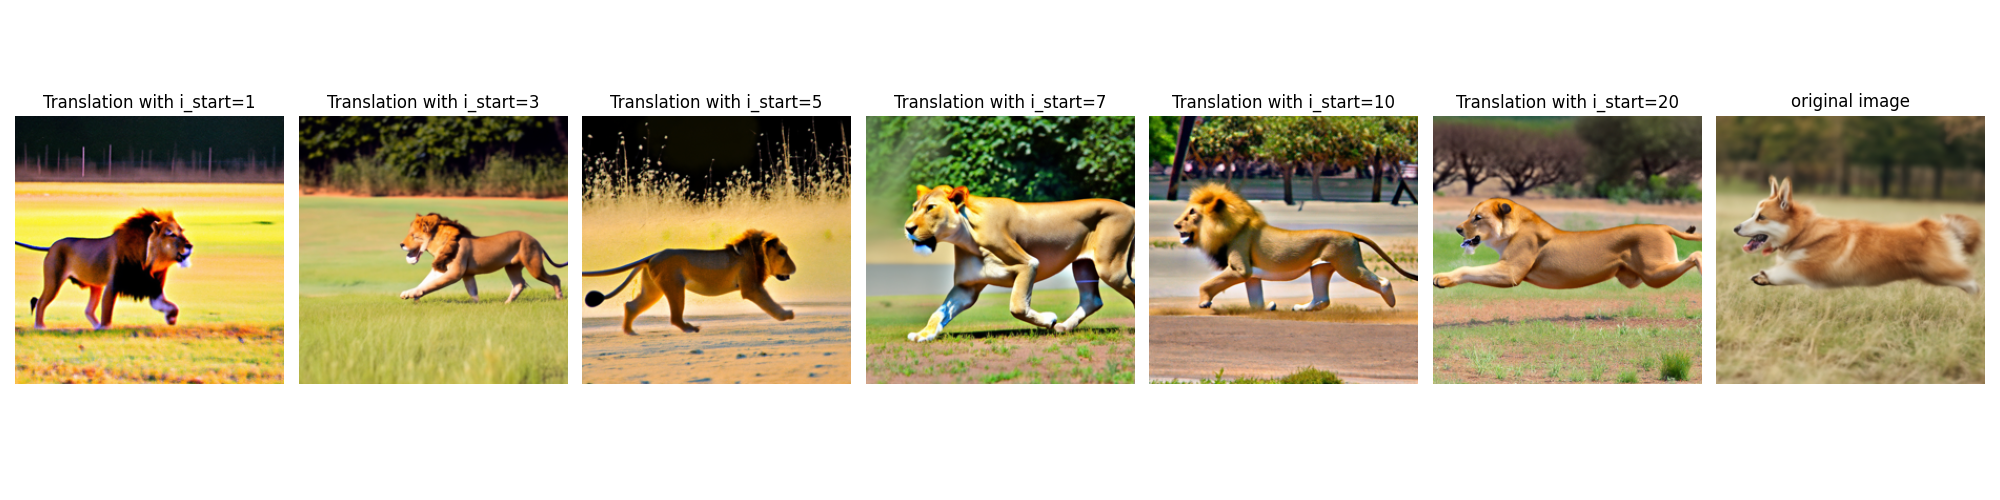 Translation with i_start=1
Translation with i_start=3
Translation with i_start=5
Translation with i_start=7
Translation with i_start=10
Translation with i_start=20
original image